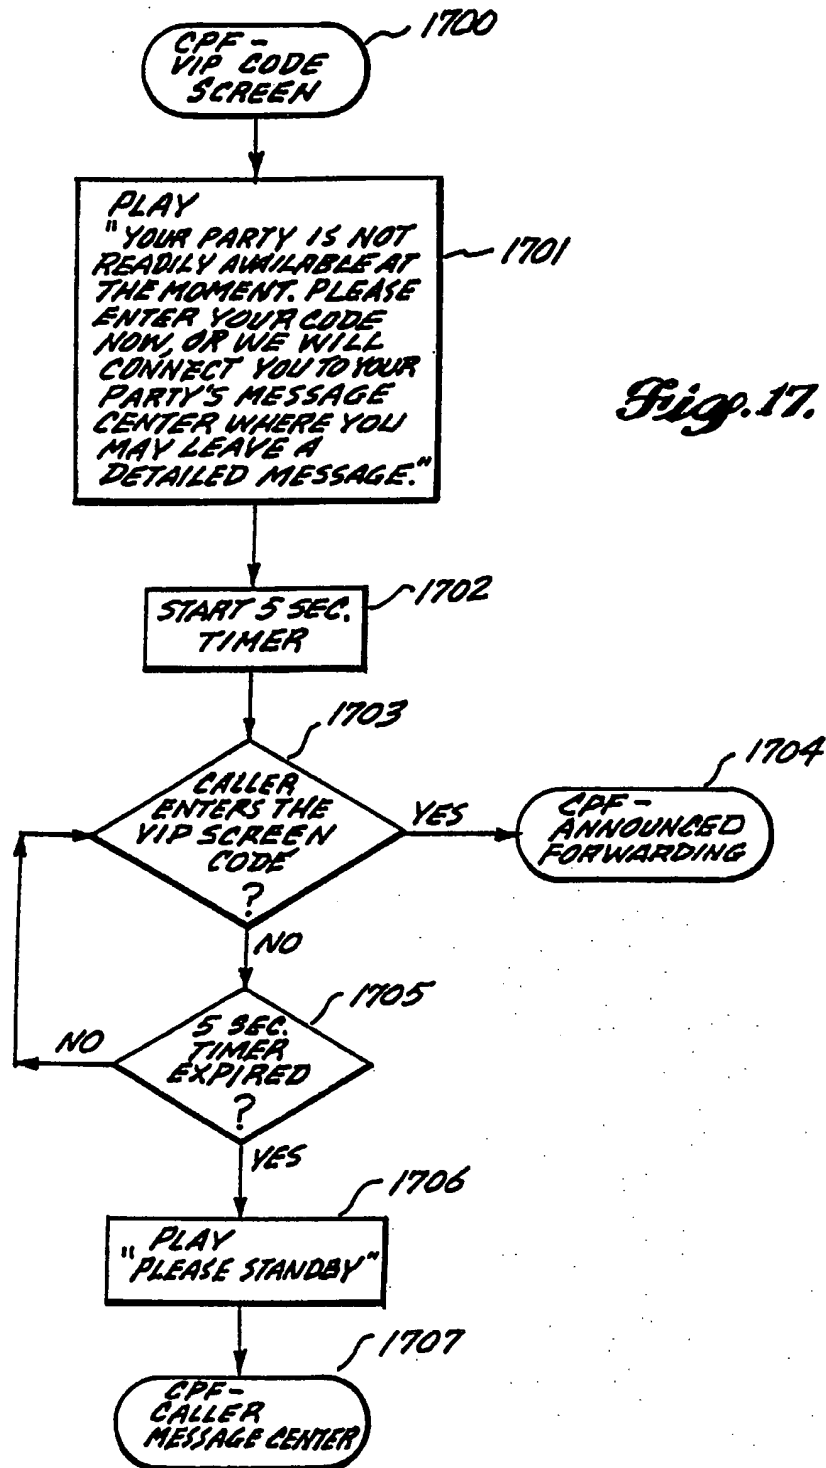 1700
CPF-
VIP CODE
SCREEN
PLAY
"YOUR PARTY IS NOT
READILY AVAILABLE AT
THE MOMENT. PLEASE
ENTER YOUR CODE
NOW, OR WE WILL
CONNECT YOU TO YOUR
PARTY'S MESSAGE
CENTER WHERE YOU
MAY LEAVE A
DETAILED MESSAGE."
1701
Fig. 17.
1702
START 5 SEC.
TIMER
1703
CALLER
ENTERS THE
VIP SCREEN
CODE
?
YES
1704
CPF-
ANNOUNCED
FORWARDING
NO
1705
5 SEC.
TIMER
EXPIRED
?
NO
YES
1706
PLAY
"PLEASE STANDBY"
1707
CPF-
CALLER
MESSAGE CENTER